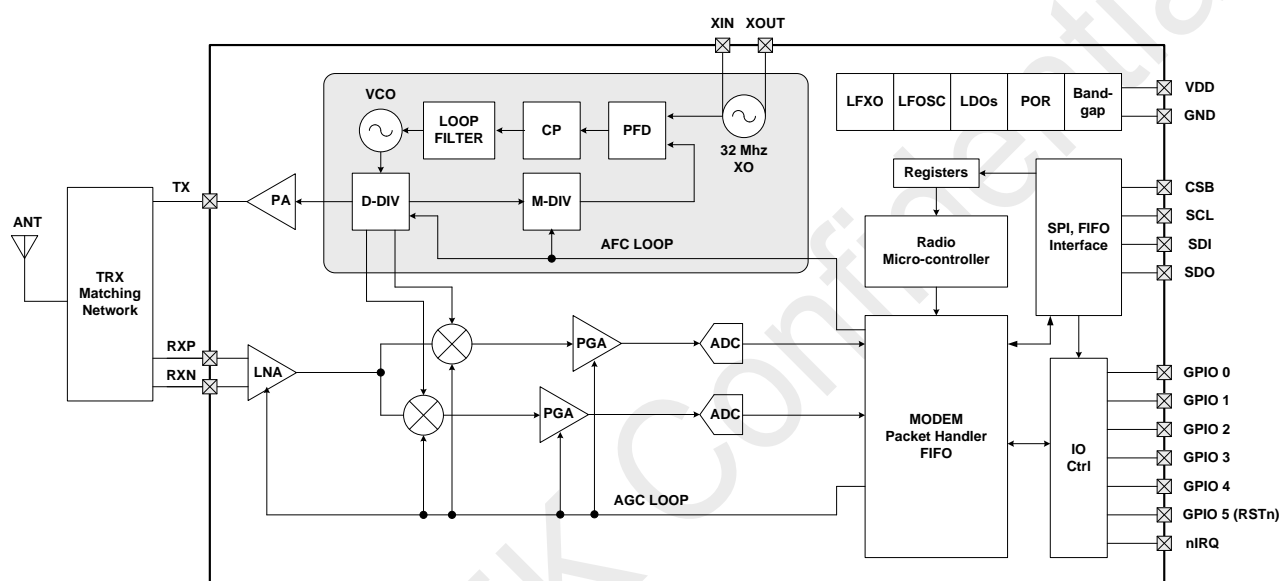 XIN XOUT
VCO
LOOP
FILTER
CP
PFD
32 Mhz
XO
LFXO
LFOSC
LDOs
POR
Band-
gap
VDD
GND
Registers
CSB
SCL
SDI
SDO
SPI, FIFO
Interface
TX
PA
D-DIV
M-DIV
AFC LOOP
Radio
Micro-controller
ANT
TRX
Matching
Network
RXP
RXN
LNA
PGA
ADC
PGA
ADC
MODEM
Packet Handler
FIFO
IO
Ctrl
GPIO 0
GPIO 1
GPIO 2
GPIO 3
GPIO 4
GPIO 5 (RSTn)
nIRQ
AGC LOOP